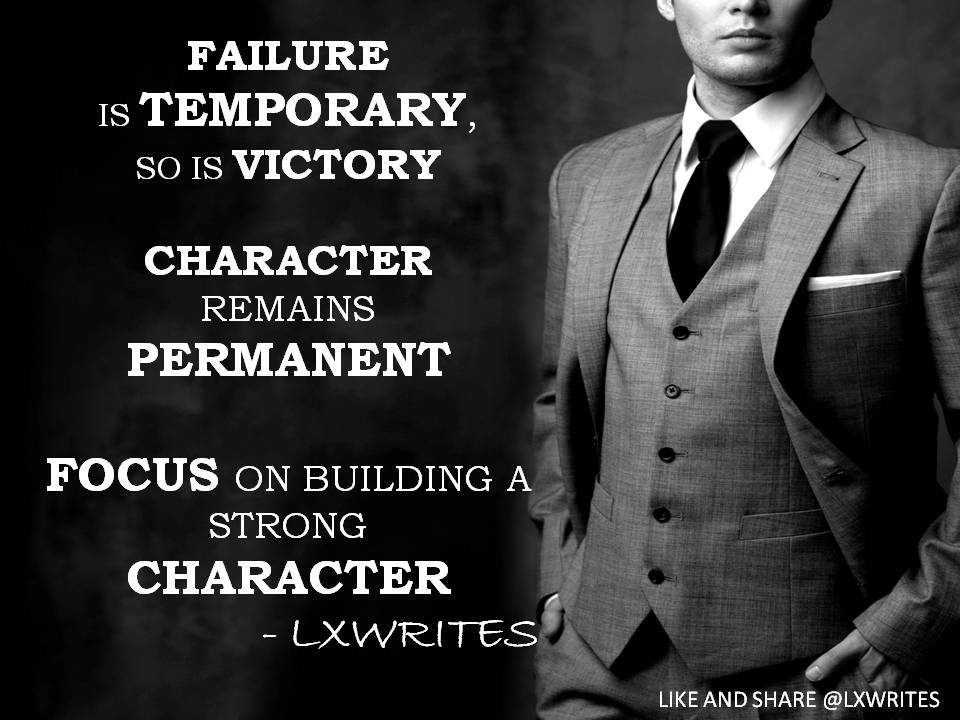 FAILURE
IS TEMPORARY,
SO IS VICTORY
CHARACTER
REMAINS
PERMANENT
FOCUS ON BUILDING A
STRONG
CHARACTER
- LXWRITES
LIKE AND SHARE @LXWRITES